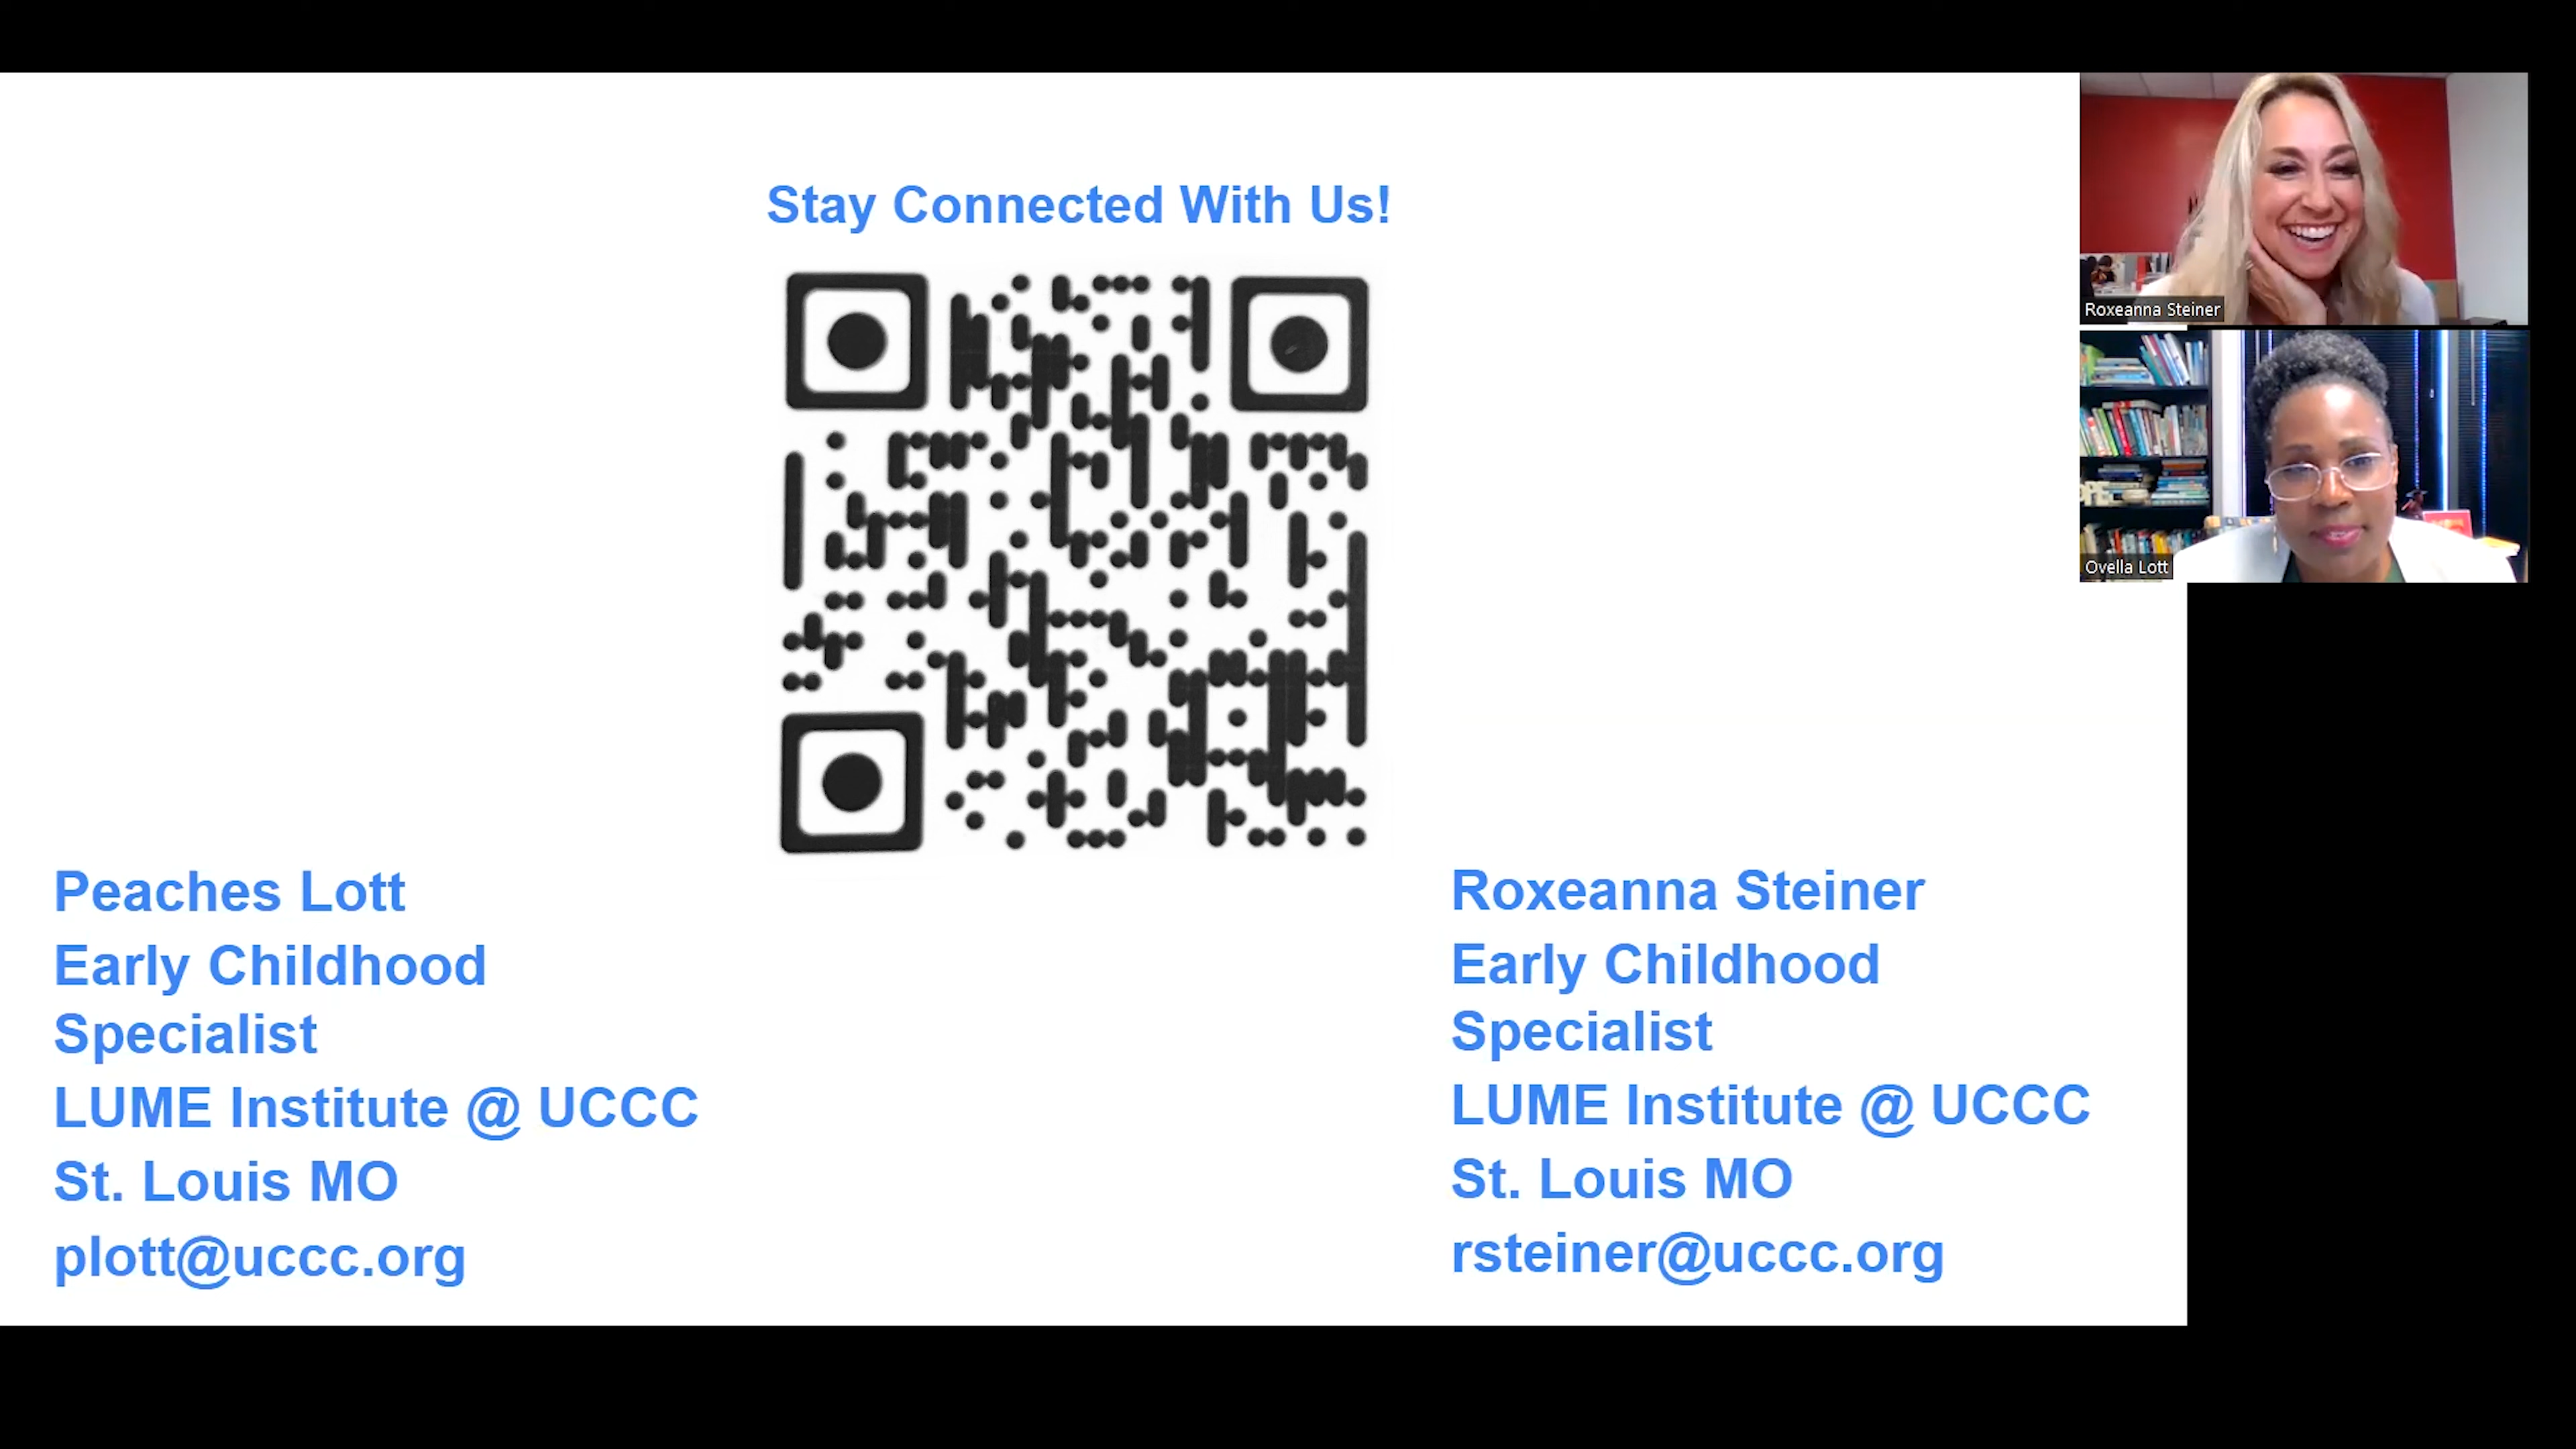 Stay Connected With Us!
Roxeanna Steiner
Ovella Lott
Peaches Lott
Early Childhood
Specialist
LUME Institute @ UCCC
St. Louis MO
plott@uccc.org
Roxeanna Steiner
Early Childhood
Specialist
LUME Institute @ UCCC
St. Louis MO
rsteiner@uccc.org